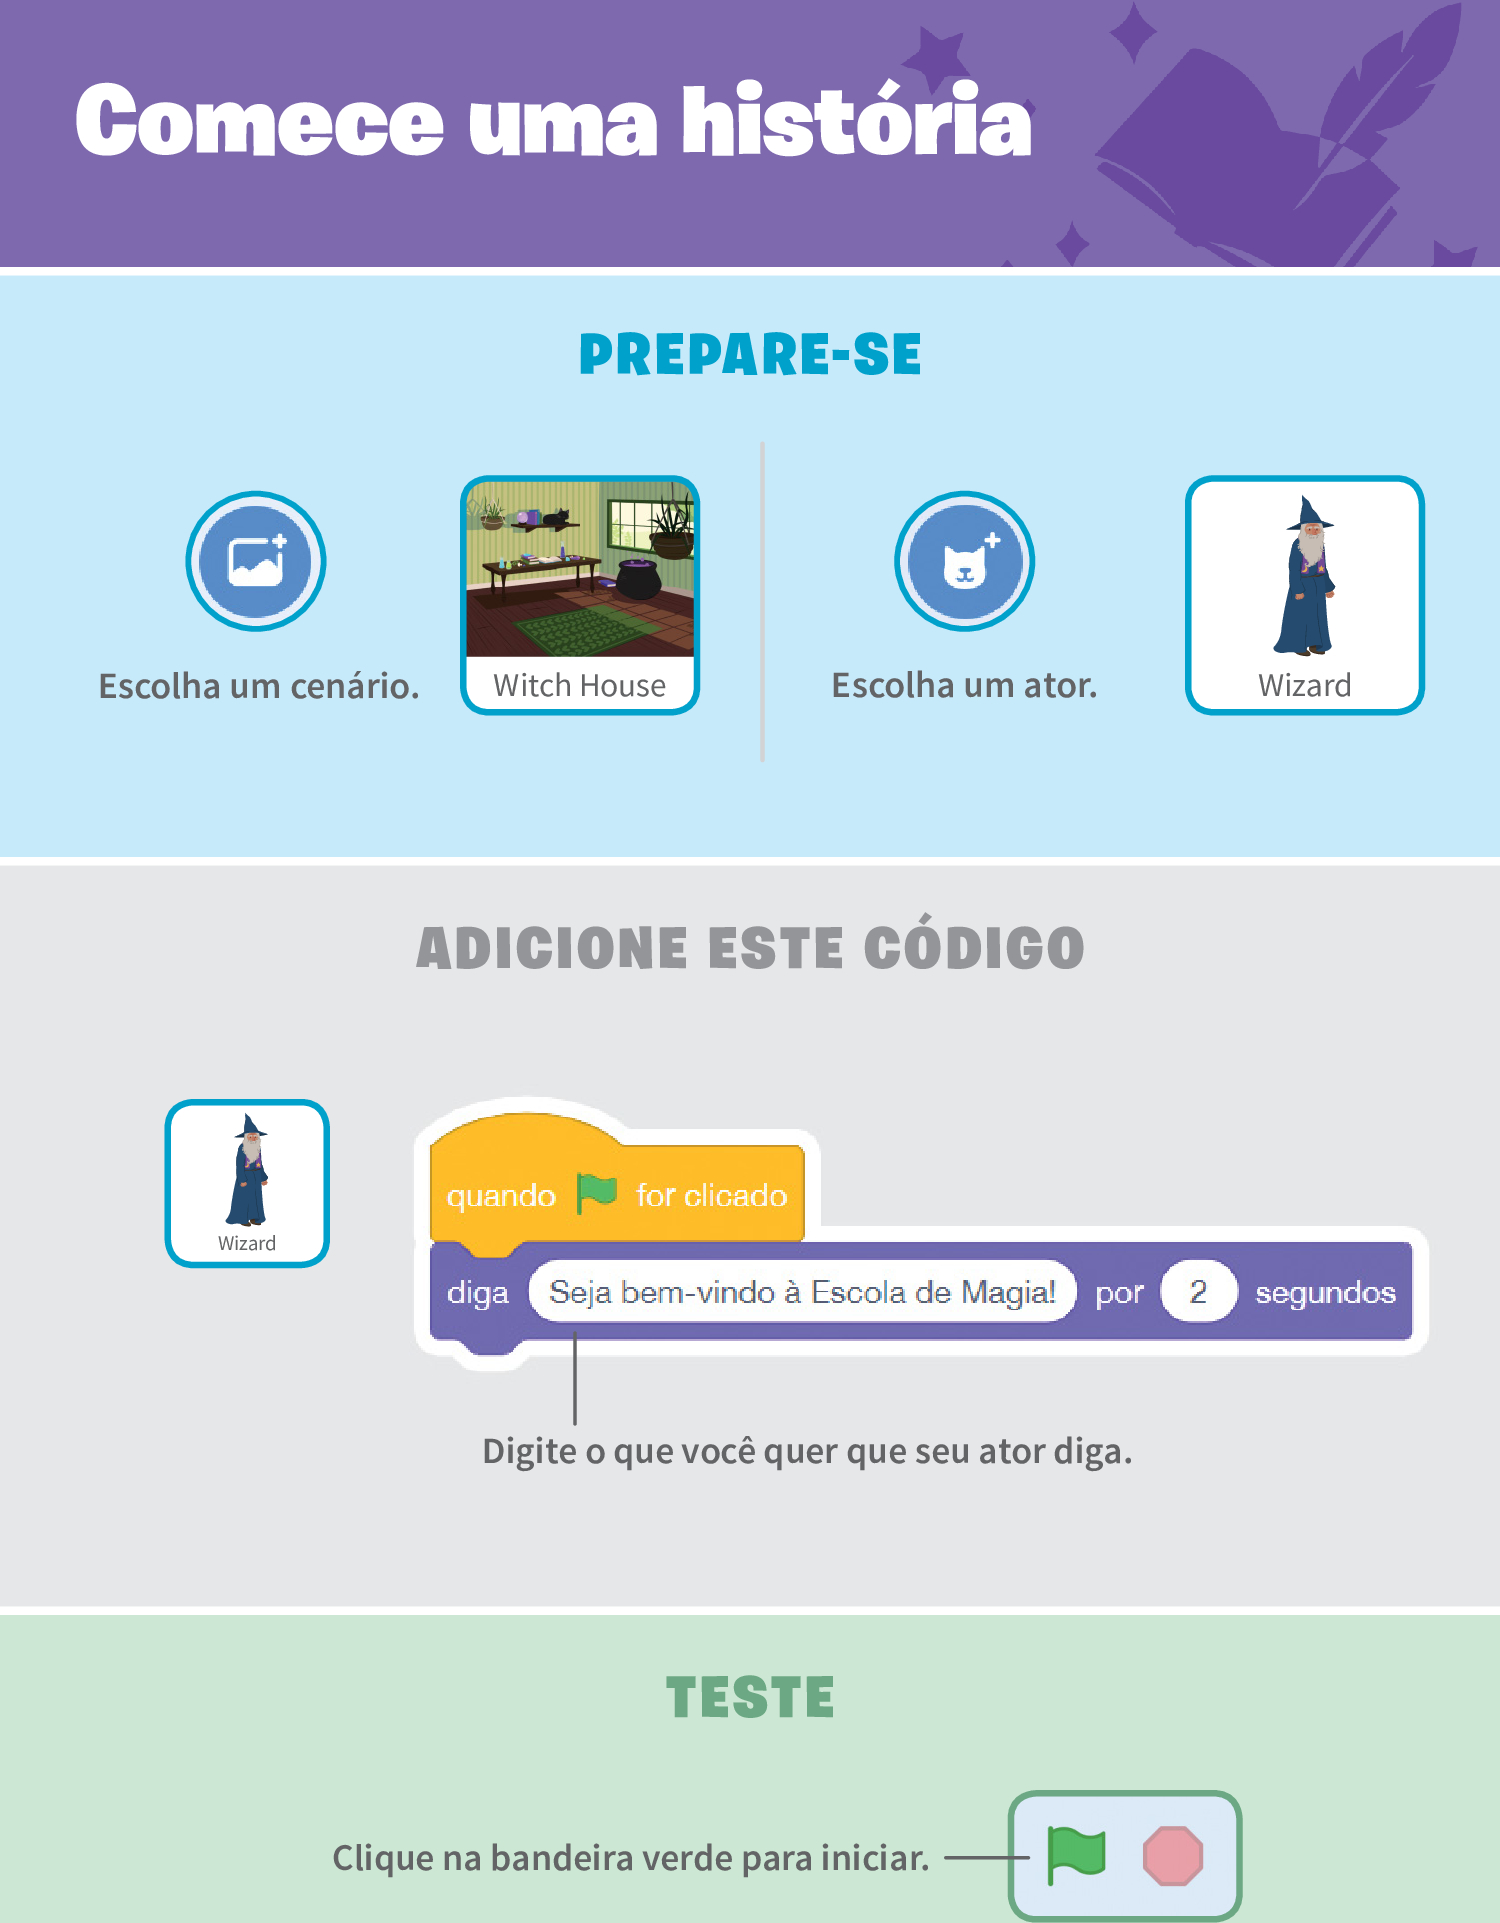 Comece uma história
PREPARE-SE
Escolha um cenário.
Witch House
Escolha um ator.
Wizard
ADICIONE ESTE CÓDIGO
Wizard
quando for clicado
diga Seja bem-vindo à Escola de Magia! por 2 segundos
Digite o que você quer que seu ator diga.
TESTE
Clique na bandeira verde para iniciar.